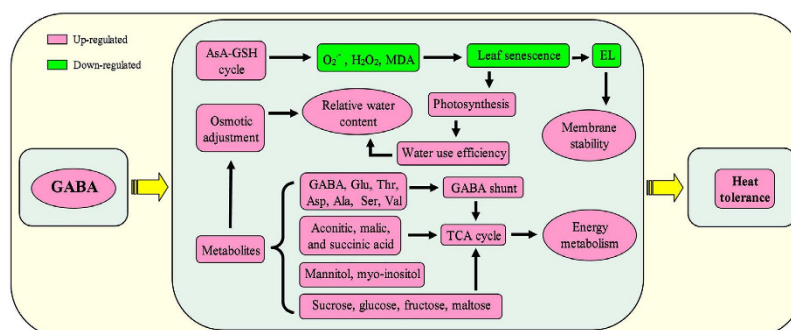 Up-regulated
Down-regulated
AsA-GSH
cycle
O₂·⁻, H₂O₂, MDA
Leaf senescence
EL
Osmotic
adjustment
Relative water
content
Photosynthesis
Water use efficiency
Membrane
stability
GABA
Metabolites
GABA, Glu, Thr,
Asp, Ala, Ser, Val
GABA shunt
Aconitic, malic,
and succinic acid
TCA cycle
Energy
metabolism
Mannitol, myo-inositol
Sucrose, glucose, fructose, maltose
Heat
tolerance